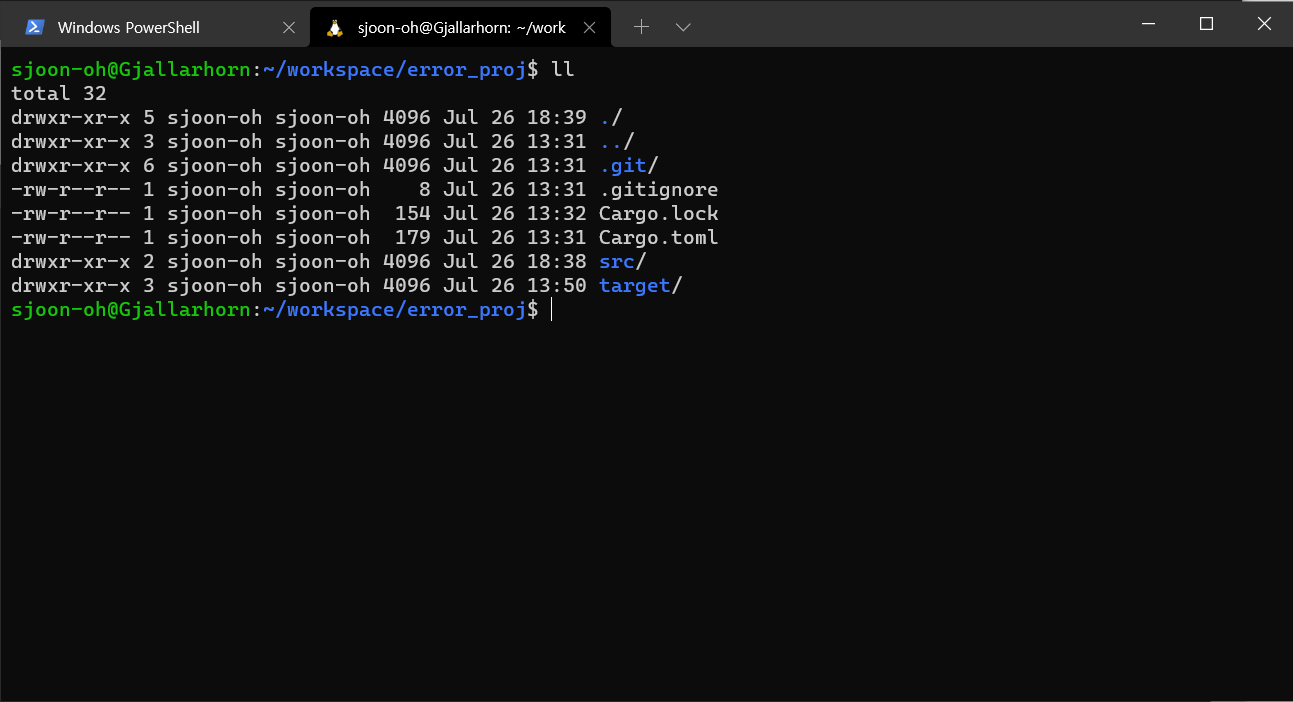 Windows PowerShell
sjoon-oh@Gjallarhorn: ~/work
sjoon-oh@Gjallarhorn:~/workspace/error_proj$ ll
total 32
drwxr-xr-x 5 sjoon-oh sjoon-oh 4096 Jul 26 18:39 ./
drwxr-xr-x 3 sjoon-oh sjoon-oh 4096 Jul 26 13:31 ../
drwxr-xr-x 6 sjoon-oh sjoon-oh 4096 Jul 26 13:31 .git/
-rw-r--r-- 1 sjoon-oh sjoon-oh    8 Jul 26 13:31 .gitignore
-rw-r--r-- 1 sjoon-oh sjoon-oh  154 Jul 26 13:32 Cargo.lock
-rw-r--r-- 1 sjoon-oh sjoon-oh  179 Jul 26 13:31 Cargo.toml
drwxr-xr-x 2 sjoon-oh sjoon-oh 4096 Jul 26 18:38 src/
drwxr-xr-x 3 sjoon-oh sjoon-oh 4096 Jul 26 13:50 target/
sjoon-oh@Gjallarhorn:~/workspace/error_proj$